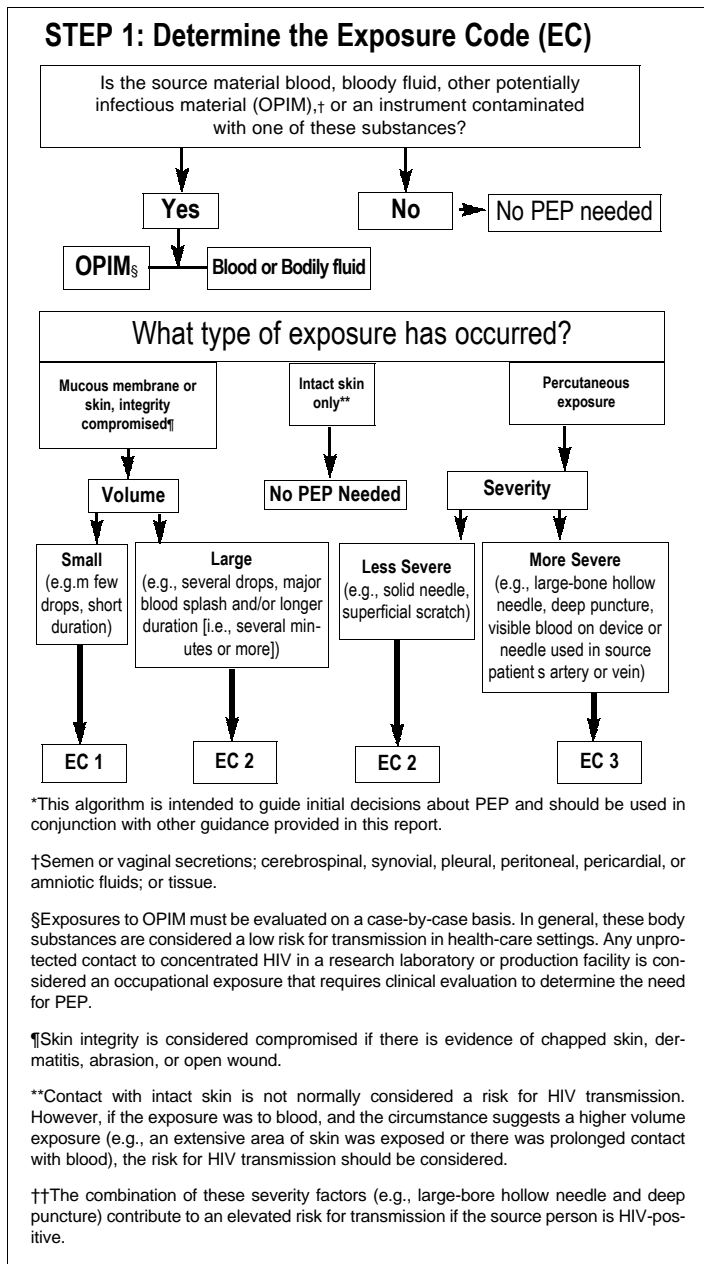 STEP 1: Determine the Exposure Code (EC)
Is the source material blood, bloody fluid, other potentially
infectious material (OPIM),† or an instrument contaminated
with one of these substances?
Yes
No
No PEP needed
OPIM§
Blood or Bodily fluid
What type of exposure has occurred?
Mucous membrane or
skin, integrity
compromised¶
Intact skin
only**
Percutaneous
exposure
Volume
No PEP Needed
Severity
Small
(e.g.m few
drops, short
duration)
Large
(e.g., several drops, major
blood splash and/or longer
duration [i.e., several min-
utes or more])
Less Severe
(e.g., solid needle,
superficial scratch)
More Severe
(e.g., large-bone hollow
needle, deep puncture,
visible blood on device or
needle used in source
patient s artery or vein)
EC 1
EC 2
EC 2
EC 3
*This algorithm is intended to guide initial decisions about PEP and should be used in
conjunction with other guidance provided in this report.
†Semen or vaginal secretions; cerebrospinal, synovial, pleural, peritoneal, pericardial, or
amniotic fluids; or tissue.
§Exposures to OPIM must be evaluated on a case-by-case basis. In general, these body
substances are considered a low risk for transmission in health-care settings. Any unpro-
tected contact to concentrated HIV in a research laboratory or production facility is con-
sidered an occupational exposure that requires clinical evaluation to determine the need
for PEP.
¶Skin integrity is considered compromised if there is evidence of chapped skin, der-
matitis, abrasion, or open wound.
**Contact with intact skin is not normally considered a risk for HIV transmission.
However, if the exposure was to blood, and the circumstance suggests a higher volume
exposure (e.g., an extensive area of skin was exposed or there was prolonged contact
with blood), the risk for HIV transmission should be considered.
††The combination of these severity factors (e.g., large-bore hollow needle and deep
puncture) contribute to an elevated risk for transmission if the source person is HIV-pos-
itive.